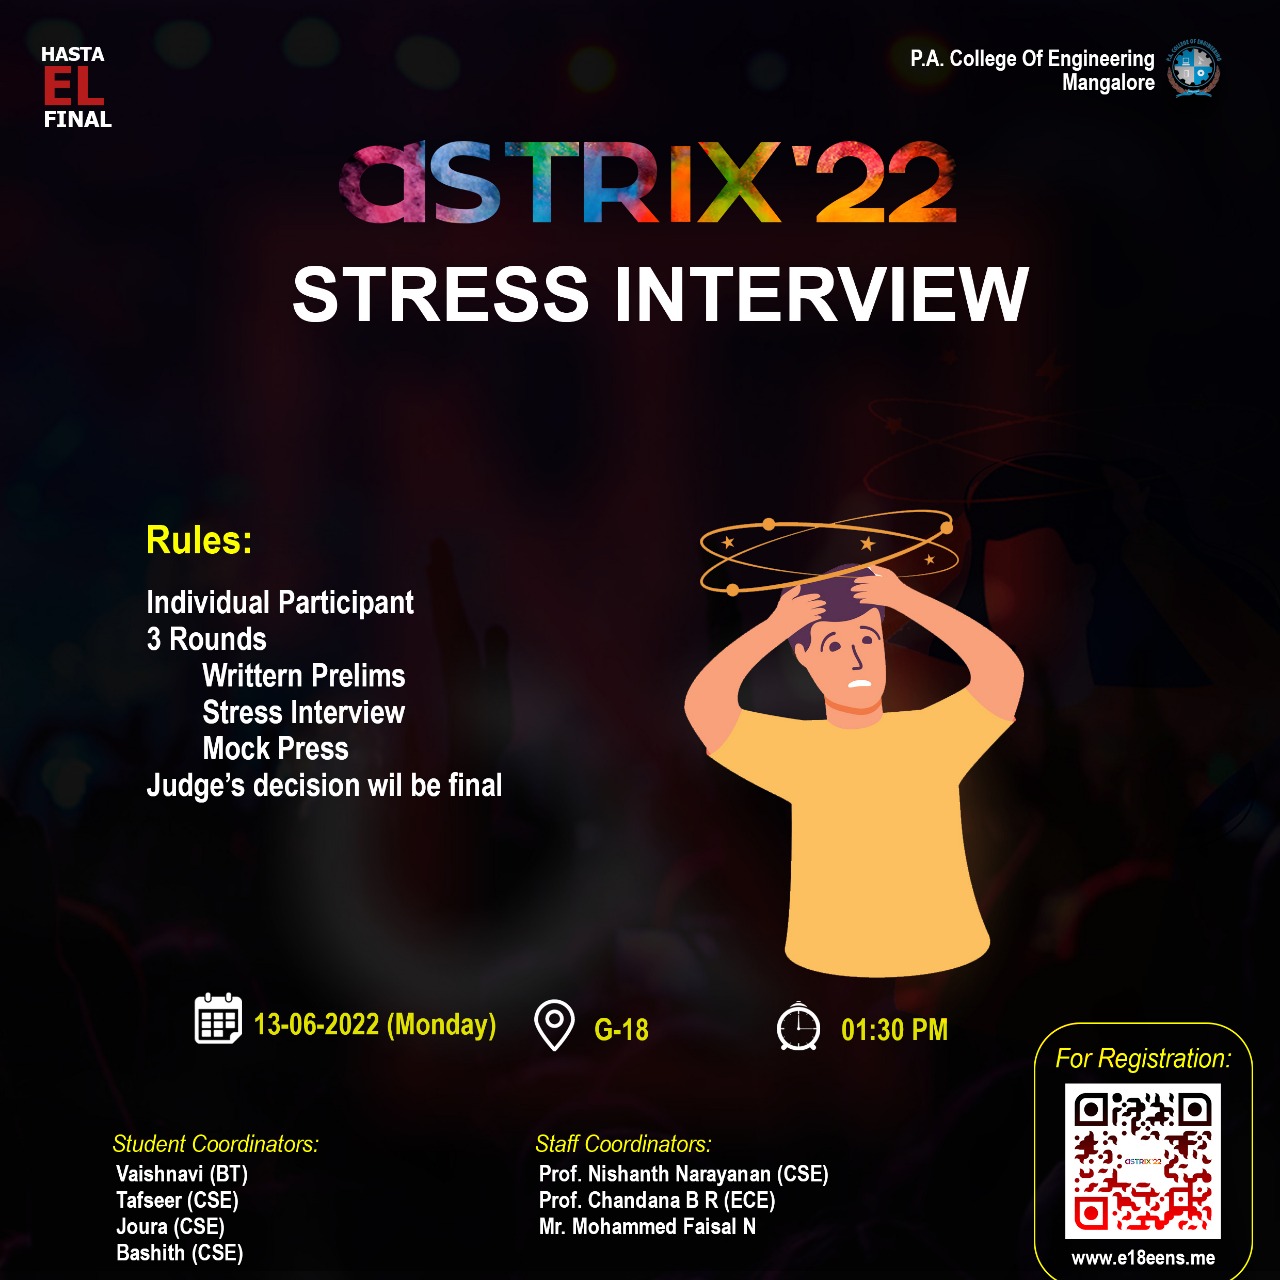 HASTA
EL
FINAL
P.A. College Of Engineering
Mangalore
aSTRIX'22
STRESS INTERVIEW
Rules:
Individual Participant
3 Rounds
Writtern Prelims
Stress Interview
Mock Press
Judge's decision wil be final
13-06-2022 (Monday)
G-18
01:30 PM
For Registration:
aSTRIX'22
www.e18eens.me
Student Coordinators:
Vaishnavi (BT)
Tafseer (CSE)
Joura (CSE)
Bashith (CSE)
Staff Coordinators:
Prof. Nishanth Narayanan (CSE)
Prof. Chandana B R (ECE)
Mr. Mohammed Faisal N